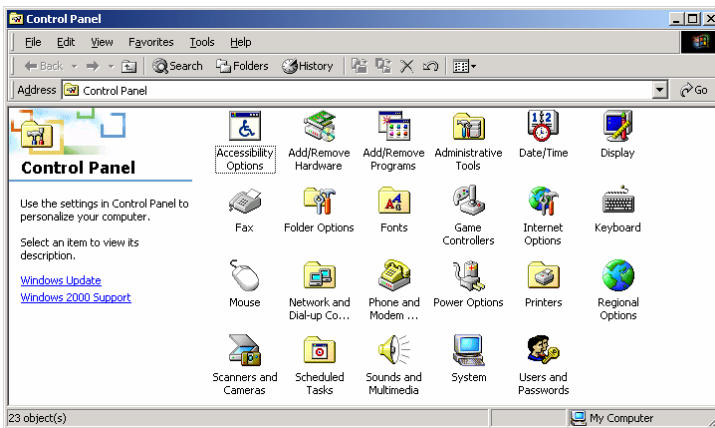 Control Panel
File Edit View Favorites Tools Help
Back Search Folders History
Address Control Panel Go
Control Panel
Use the settings in Control Panel to
personalize your computer.
Select an item to view its
description.
Windows Update
Windows 2000 Support
Accessibility Options
Add/Remove Hardware
Add/Remove Programs
Administrative Tools
Date/Time
12
Display
Fax
Folder Options
Fonts
Game Controllers
Internet Options
Keyboard
Mouse
Network and Dial-up Co...
Phone and Modem ...
Power Options
Printers
Regional Options
Scanners and Cameras
Scheduled Tasks
Sounds and Multimedia
System
Users and Passwords
23 object(s) My Computer